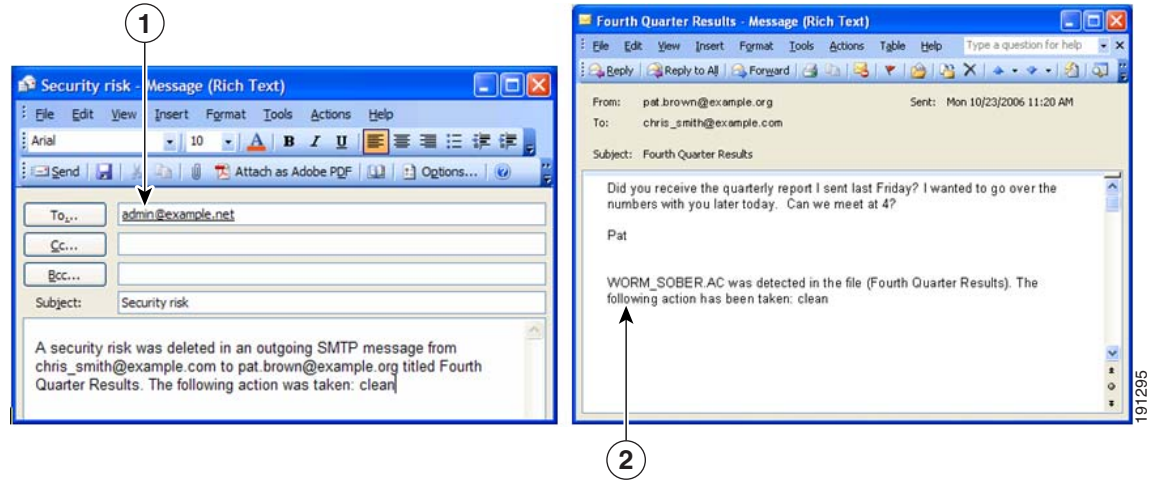 1
Security risk - Message (Rich Text)
File Edit View Insert Format Tools Actions Help
Arial 10 A B I U
Send Attach as Adobe PDF Options...
To... admin@example.net
Cc...
Bcc...
Subject: Security risk
A security risk was deleted in an outgoing SMTP message from
chris_smith@example.com to pat.brown@example.org titled Fourth
Quarter Results. The following action was taken: clean
Fourth Quarter Results - Message (Rich Text)
File Edit View Insert Format Tools Actions Table Help Type a question for help
Reply Reply to All Forward
From: pat.brown@example.org Sent: Mon 10/23/2006 11:20 AM
To: chris_smith@example.com
Subject: Fourth Quarter Results
Did you receive the quarterly report I sent last Friday? I wanted to go over the
numbers with you later today. Can we meet at 4?
Pat
WORM_SOBER.AC was detected in the file (Fourth Quarter Results). The
following action has been taken: clean
2
191295